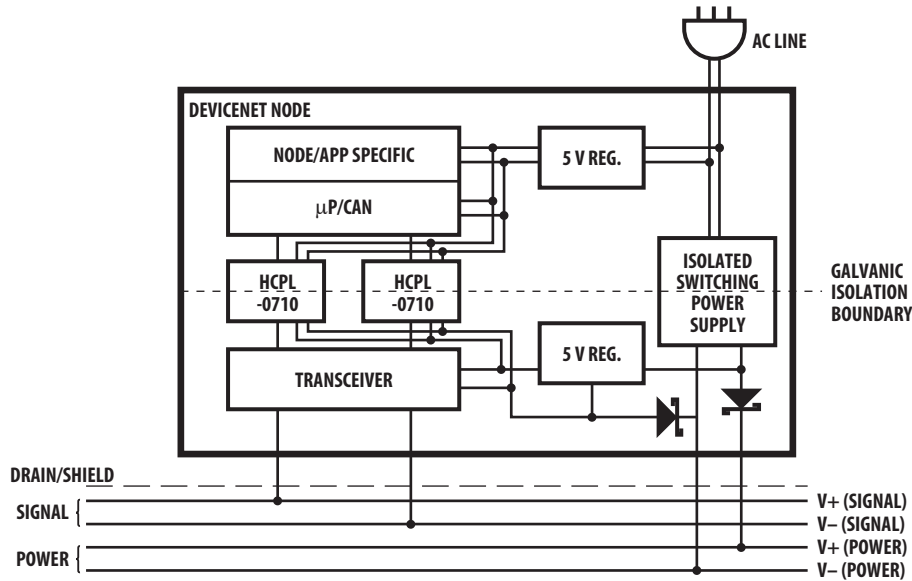 AC LINE
DEVICENET NODE
NODE/APP SPECIFIC
5 V REG.
μP/CAN
HCPL
-0710
HCPL
-0710
ISOLATED
SWITCHING
POWER
SUPPLY
GALVANIC
ISOLATION
BOUNDARY
5 V REG.
TRANSCEIVER
DRAIN/SHIELD
SIGNAL
V+ (SIGNAL)
V– (SIGNAL)
POWER
V+ (POWER)
V– (POWER)